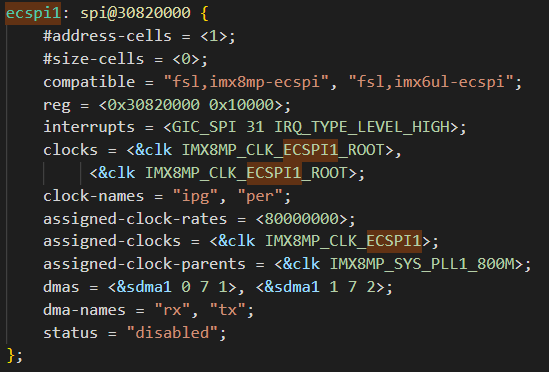 ecspi1: spi@30820000 {
    #address-cells = <1>;
    #size-cells = <0>;
    compatible = "fsl,imx8mp-ecspi", "fsl,imx6ul-ecspi";
    reg = <0x30820000 0x10000>;
    interrupts = <GIC_SPI 31 IRQ_TYPE_LEVEL_HIGH>;
    clocks = <&clk IMX8MP_CLK_ECSPI1_ROOT>,
         <&clk IMX8MP_CLK_ECSPI1_ROOT>;
    clock-names = "ipg", "per";
    assigned-clock-rates = <80000000>;
    assigned-clocks = <&clk IMX8MP_CLK_ECSPI1>;
    assigned-clock-parents = <&clk IMX8MP_SYS_PLL1_800M>;
    dmas = <&sdma1 0 7 1>, <&sdma1 1 7 2>;
    dma-names = "rx", "tx";
    status = "disabled";
};